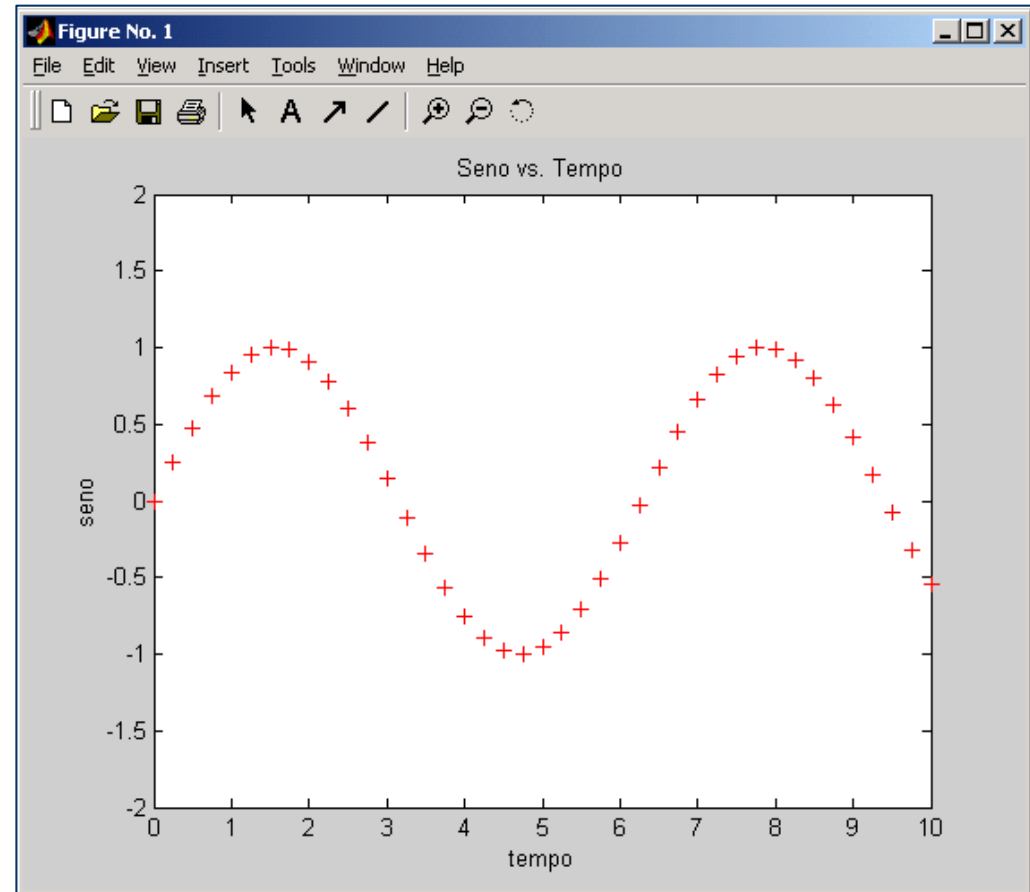 Figure No. 1
File Edit View Insert Tools Window Help
A
Seno vs. Tempo
2
1.5
1
0.5
0
-0.5
-1
-1.5
-2
seno
0 1 2 3 4 5 6 7 8 9 10
tempo